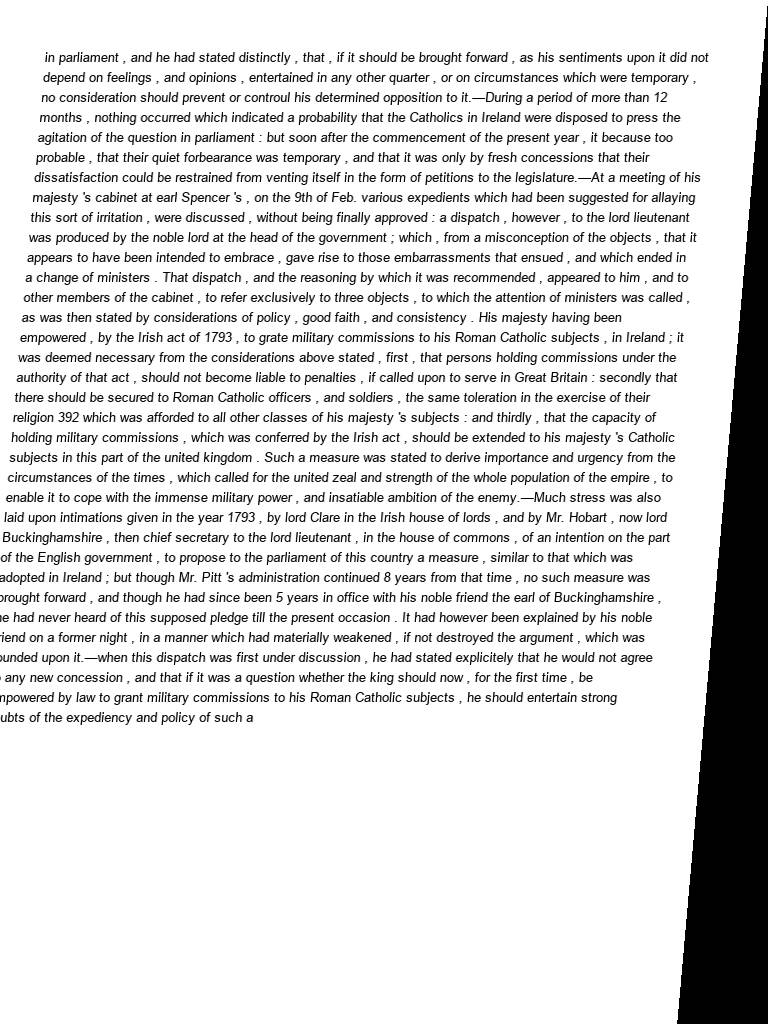 in parliament , and he had stated distinctly , that , if it should be brought forward , as his sentiments upon it did not
depend on feelings , and opinions , entertained in any other quarter , or on circumstances which were temporary ,
no consideration should prevent or controul his determined opposition to it.—During a period of more than 12
months , nothing occurred which indicated a probability that the Catholics in Ireland were disposed to press the
agitation of the question in parliament : but soon after the commencement of the present year , it because too
probable , that their quiet forbearance was temporary , and that it was only by fresh concessions that their
dissatisfaction could be restrained from venting itself in the form of petitions to the legislature.—At a meeting of his
majesty 's cabinet at earl Spencer 's , on the 9th of Feb. various expedients which had been suggested for allaying
this sort of irritation , were discussed , without being finally approved : a dispatch , however , to the lord lieutenant
was produced by the noble lord at the head of the government ; which , from a misconception of the objects , that it
appears to have been intended to embrace , gave rise to those embarrassments that ensued , and which ended in
a change of ministers . That dispatch , and the reasoning by which it was recommended , appeared to him , and to
other members of the cabinet , to refer exclusively to three objects , to which the attention of ministers was called ,
as was then stated by considerations of policy , good faith , and consistency . His majesty having been
empowered , by the Irish act of 1793 , to grate military commissions to his Roman Catholic subjects , in Ireland ; it
was deemed necessary from the considerations above stated , first , that persons holding commissions under the
authority of that act , should not become liable to penalties , if called upon to serve in Great Britain : secondly that
there should be secured to Roman Catholic officers , and soldiers , the same toleration in the exercise of their
religion 392 which was afforded to all other classes of his majesty 's subjects : and thirdly , that the capacity of
holding military commissions , which was conferred by the Irish act , should be extended to his majesty 's Catholic
subjects in this part of the united kingdom . Such a measure was stated to derive importance and urgency from the
circumstances of the times , which called for the united zeal and strength of the whole population of the empire , to
enable it to cope with the immense military power , and insatiable ambition of the enemy.—Much stress was also
laid upon intimations given in the year 1793 , by lord Clare in the Irish house of lords , and by Mr. Hobart , now lord
Buckinghamshire , then chief secretary to the lord lieutenant , in the house of commons , of an intention on the part
of the English government , to propose to the parliament of this country a measure , similar to that which was
adopted in Ireland ; but though Mr. Pitt 's administration continued 8 years from that time , no such measure was
brought forward , and though he had since been 5 years in office with his noble friend the earl of Buckinghamshire ,
he had never heard of this supposed pledge till the present occasion . It had however been explained by his noble
riend on a former night , in a manner which had materially weakened , if not destroyed the argument , which was
ounded upon it.—when this dispatch was first under discussion , he had stated explicitely that he would not agree
any new concession , and that if it was a question whether the king should now , for the first time , be
mpowered by law to grant military commissions to his Roman Catholic subjects , he should entertain strong
ubts of the expediency and policy of such a